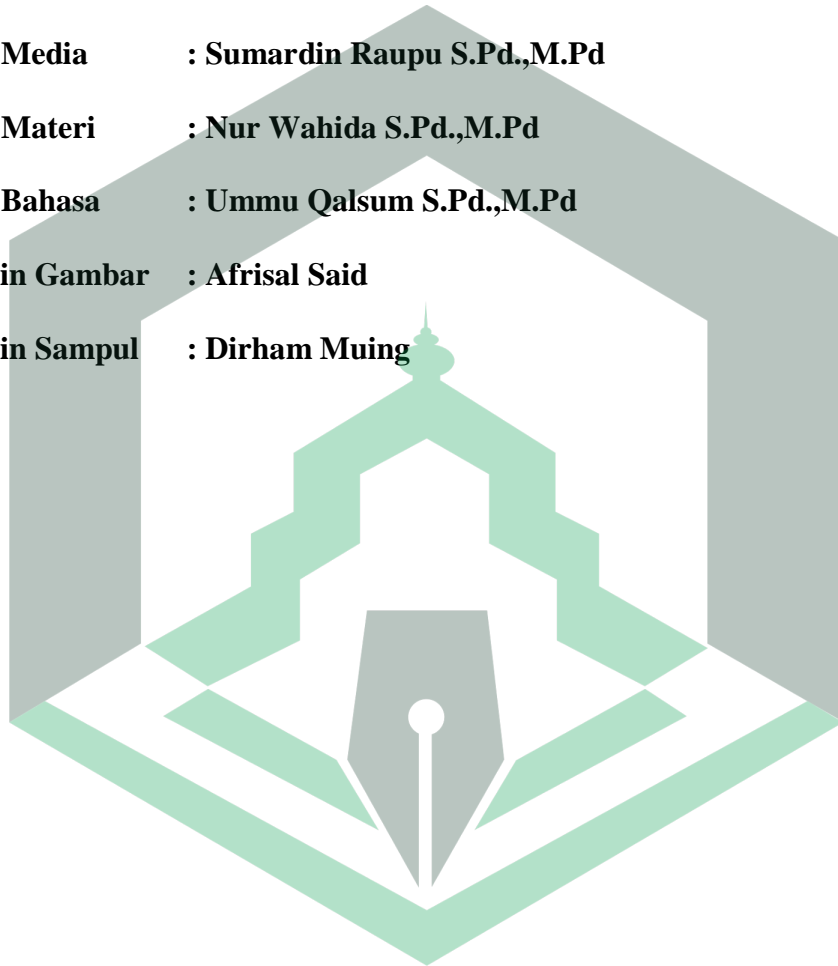 Media : Sumardin Raupu S.Pd.,M.Pd
Materi : Nur Wahida S.Pd.,M.Pd
Bahasa : Ummu Qalsum S.Pd.,M.Pd
in Gambar : Afrisal Said
in Sampul : Dirham Muing